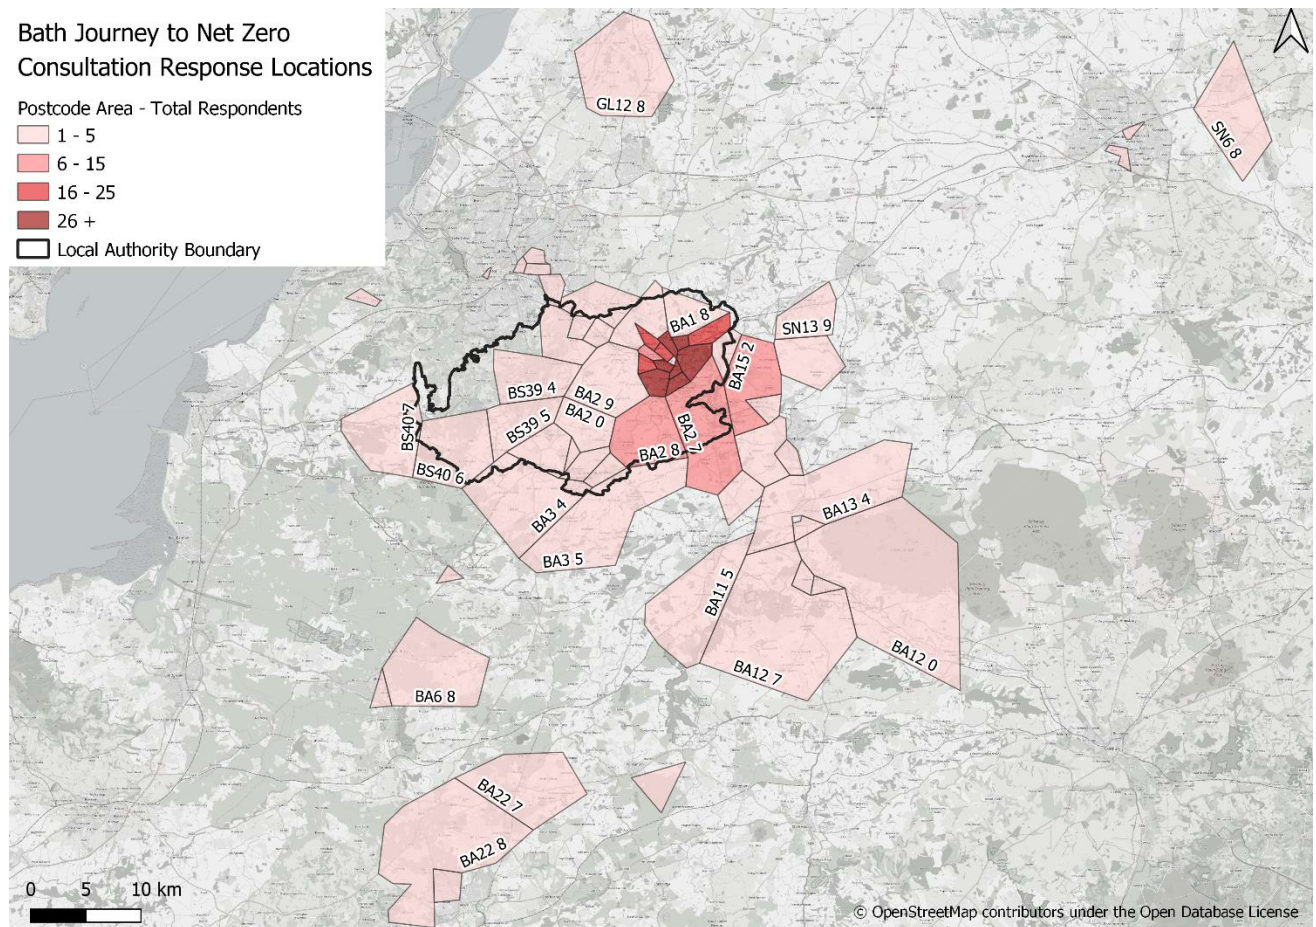 Bath Journey to Net Zero
Consultation Response Locations
Postcode Area - Total Respondents
1 - 5
6 - 15
16 - 25
26 +
Local Authority Boundary
GL12 8
SN6 8
BA1 8
SN13 9
BA15 2
BS39 4
BA2 9
BA2 0
BS40 7
BS39 5
BA2 7
BA2 8
BS40 6
BA3 4
BA13 4
BA3 5
BA11 5
BA12 7
BA12 0
BA6 8
BA22 7
BA22 8
0 5 10 km
© OpenStreetMap contributors under the Open Database License